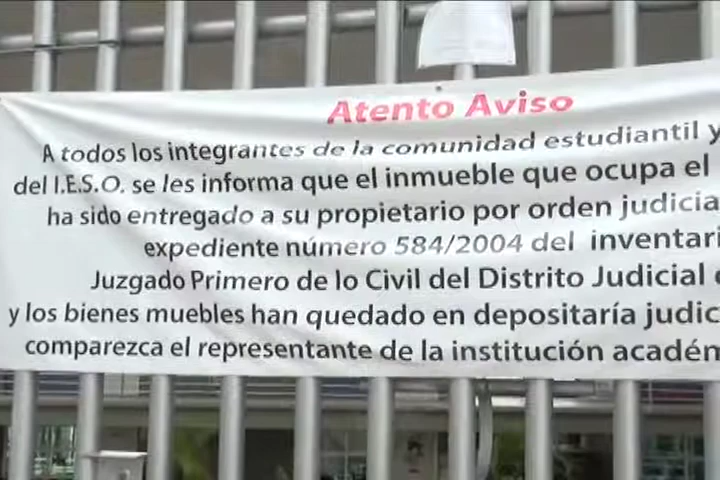 Atento Aviso
A todos los integrantes de la comunidad estudiantil y
del I.E.S.O. se les informa que el inmueble que ocupa el
ha sido entregado a su propietario por orden judicia
expediente número 584/2004 del inventari
Juzgado Primero de lo Civil del Distrito Judicial
y los bienes muebles han quedado en depositaría judic
comparezca el representante de la institución académ